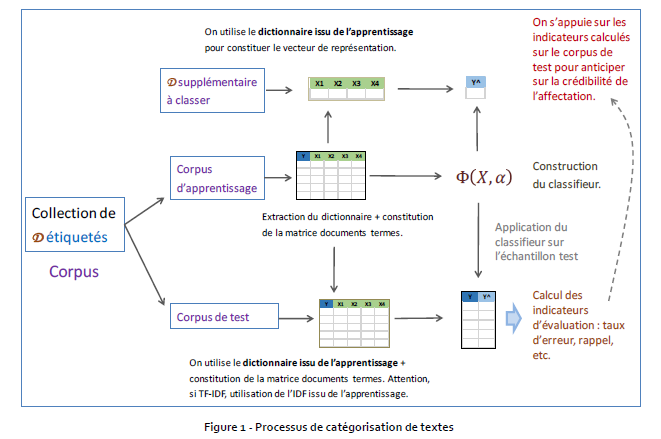 On utilise le dictionnaire issu de l'apprentissage
pour constituer le vecteur de représentation.
On s'appuie sur les
indicateurs calculés
sur le corpus de
test pour anticiper
sur la crédibilité de
l'affectation.
𝒟 supplémentaire
à classer
X1 X2 X3 X4
Y^
Corpus
d'apprentissage
Y X1 X2 X3 X4
Φ(X, α)
Construction
du classifieur.
Collection de
𝒟 étiquetés
Corpus
Extraction du dictionnaire + constitution
de la matrice documents termes.
Application du
classifieur sur
l'échantillon test
Corpus de test
Y X1 X2 X3 X4
Y Y^
Calcul des
indicateurs
d'évaluation : taux
d'erreur, rappel,
etc.
On utilise le dictionnaire issu de l'apprentissage +
constitution de la matrice documents termes. Attention,
si TF-IDF, utilisation de l'IDF issu de l'apprentissage.
Figure 1 - Processus de catégorisation de textes